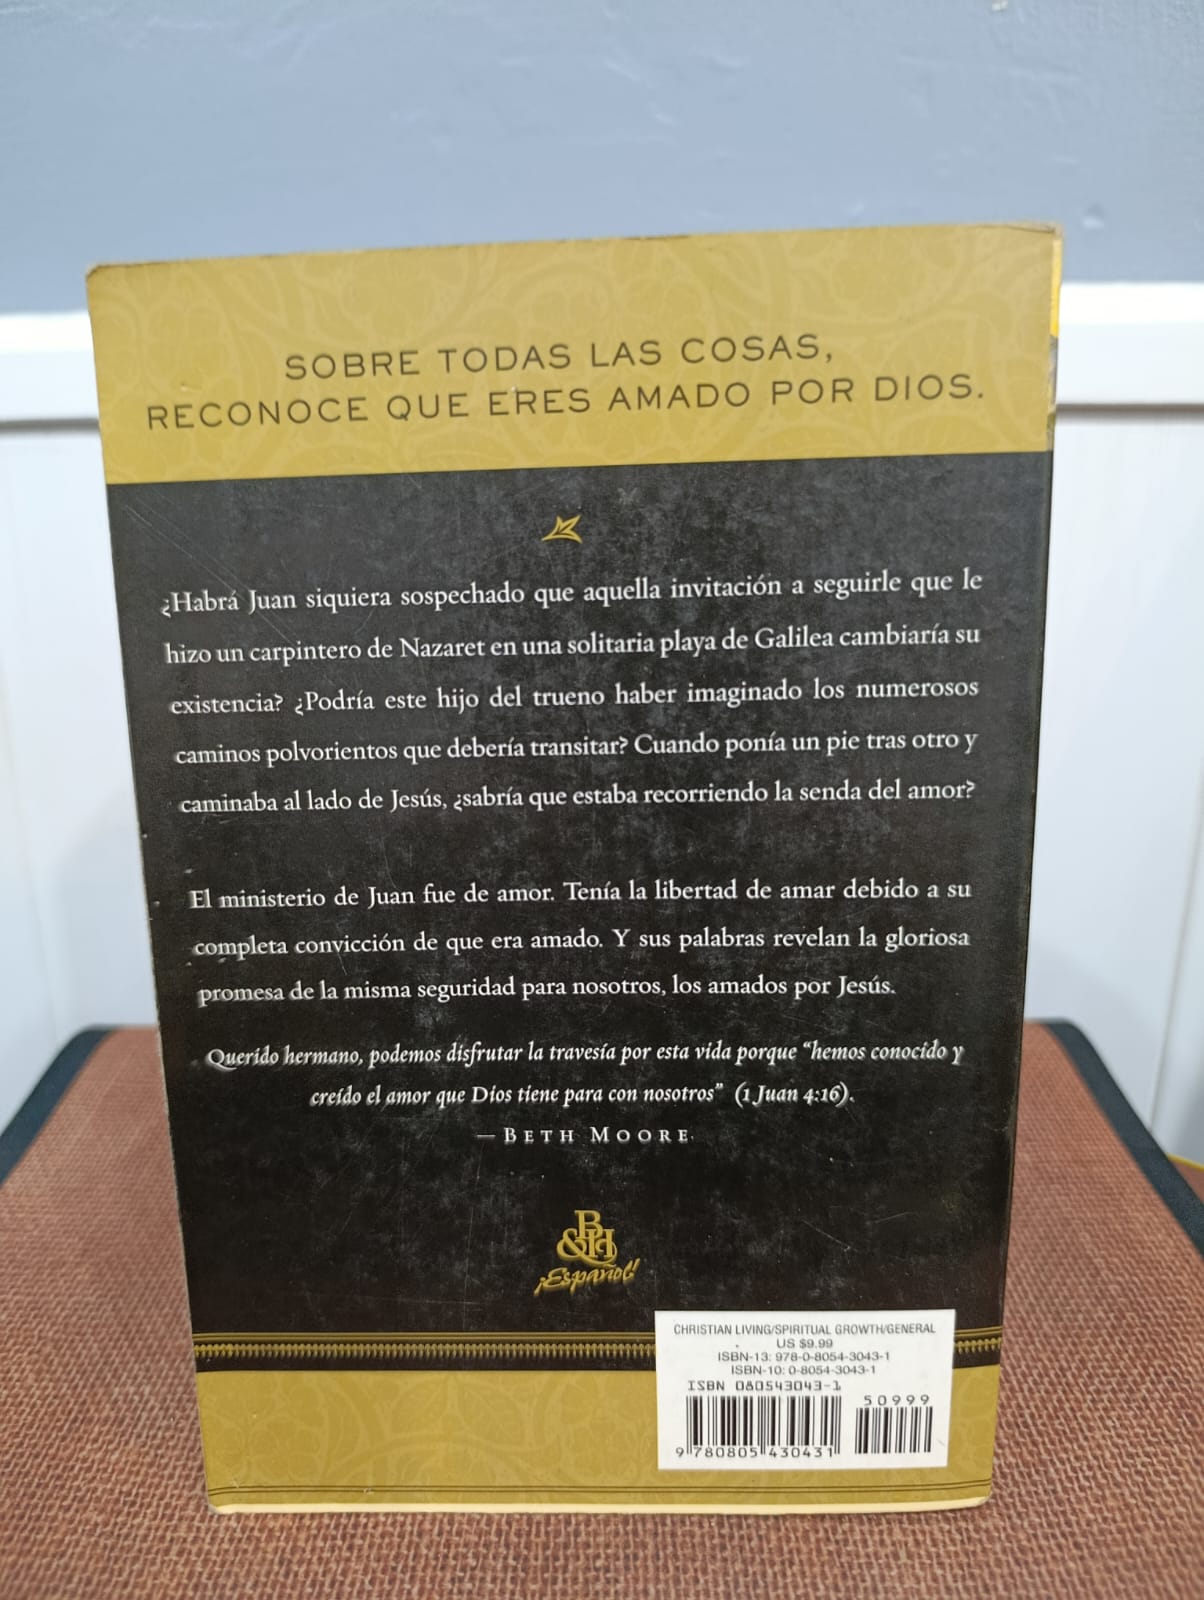 SOBRE TODAS LAS COSAS,
RECONOCE QUE ERES AMADO POR DIOS.
¿Habrá Juan siquiera sospechado que aquella invitación a seguirle que le
hizo un carpintero de Nazaret en una solitaria playa de Galilea cambiaría su
existencia? ¿Podría este hijo del trueno haber imaginado los numerosos
caminos polvorientos que debería transitar? Cuando ponía un pie tras otro y
caminaba al lado de Jesús, ¿sabría que estaba recorriendo la senda del amor?
El ministerio de Juan fue de amor. Tenía la libertad de amar debido a su
completa convicción de que era amado. Y sus palabras revelan la gloriosa
promesa de la misma seguridad para nosotros, los amados por Jesús.
Querido hermano, podemos disfrutar la travesía por esta vida porque “hemos conocido y
creído el amor que Dios tiene para con nosotros” (1 Juan 4:16).
— BETH MOORE
B&H
¡Español!
CHRISTIAN LIVING/SPIRITUAL GROWTH/GENERAL
US $9.99
ISBN-13: 978-0-8054-3043-1
ISBN-10: 0-8054-3043-1
ISBN 080543043-1
50999
9 780805 430431